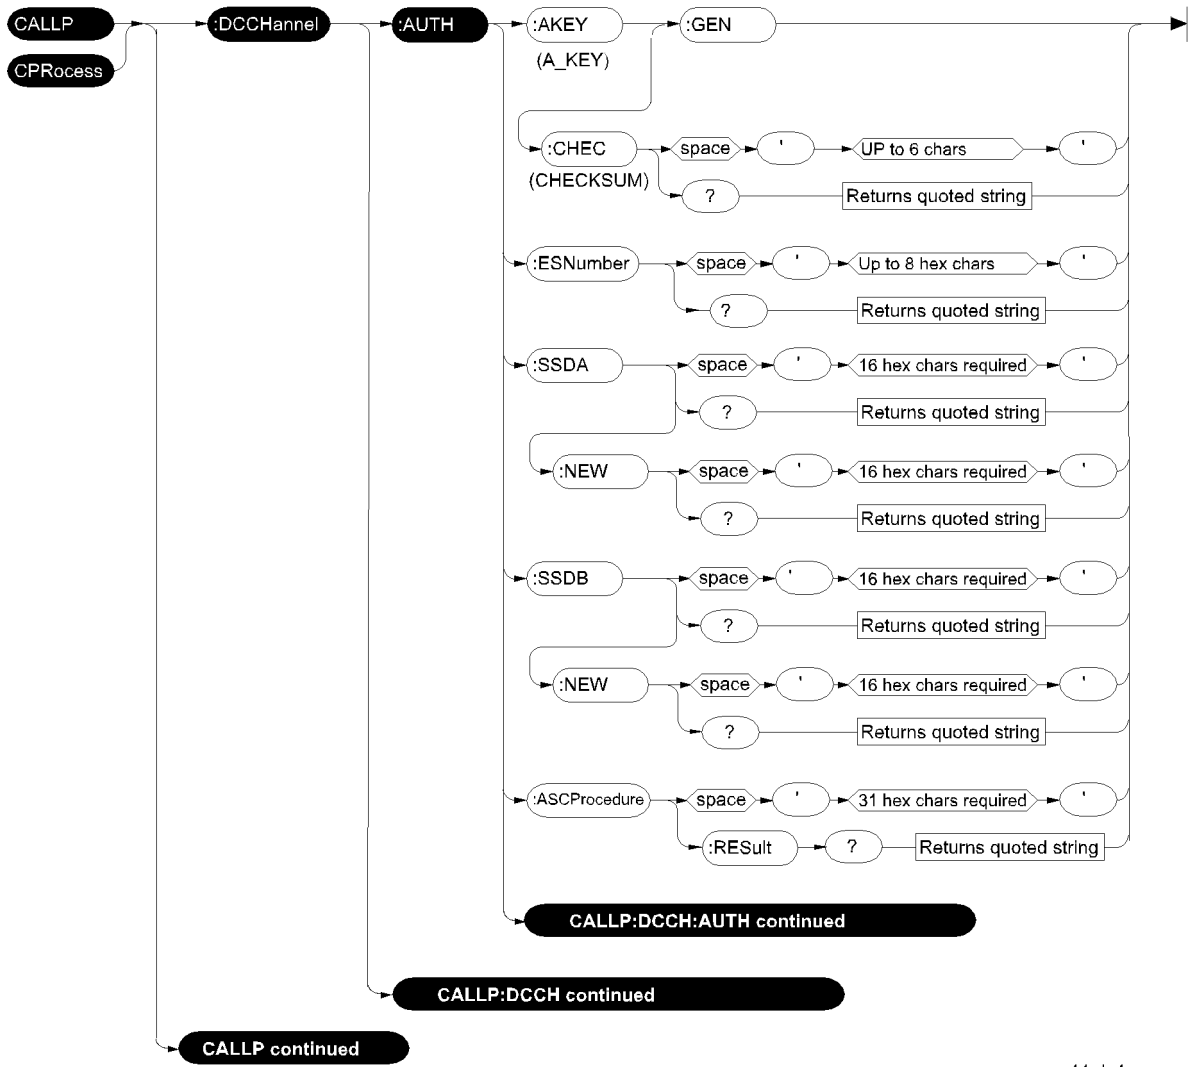 CALLP :DCCHannel :AUTH :AKEY :GEN
(A_KEY)
CPRocess
:CHEC space ' UP to 6 chars '
(CHECKSUM)
? Returns quoted string
:ESNumber space ' Up to 8 hex chars '
? Returns quoted string
:SSDA space ' 16 hex chars required '
? Returns quoted string
:NEW space ' 16 hex chars required '
? Returns quoted string
:SSDB space ' 16 hex chars required '
? Returns quoted string
:NEW space ' 16 hex chars required '
? Returns quoted string
:ASCProcedure space ' 31 hex chars required '
:RESult ? Returns quoted string
CALLP:DCCH:AUTH continued
CALLP:DCCH continued
CALLP continued